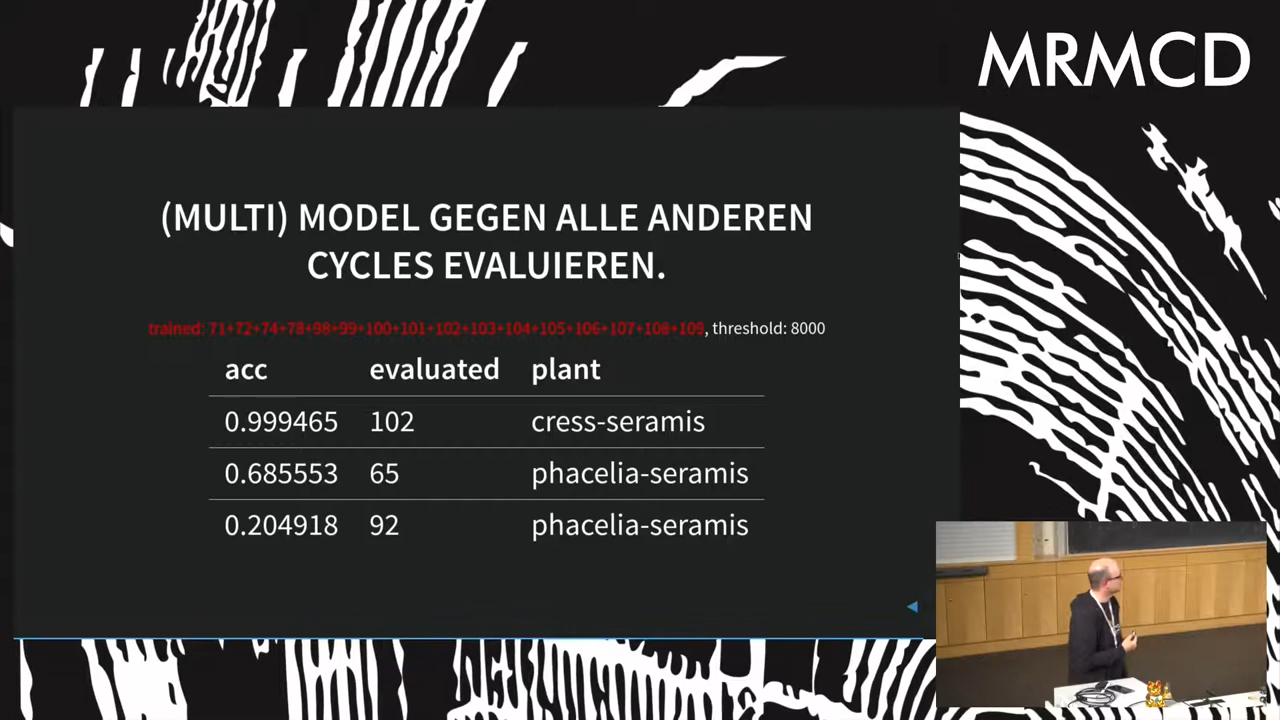 MRMCD
(MULTI) MODEL GEGEN ALLE ANDEREN
CYCLES EVALUIEREN.
trained: 71+72+74+78+98+99+100+101+102+103+104+105+106+107+108+109, threshold: 8000
acc evaluated plant
0.999465 102 cress-seramis
0.685553 65 phacelia-seramis
0.204918 92 phacelia-seramis